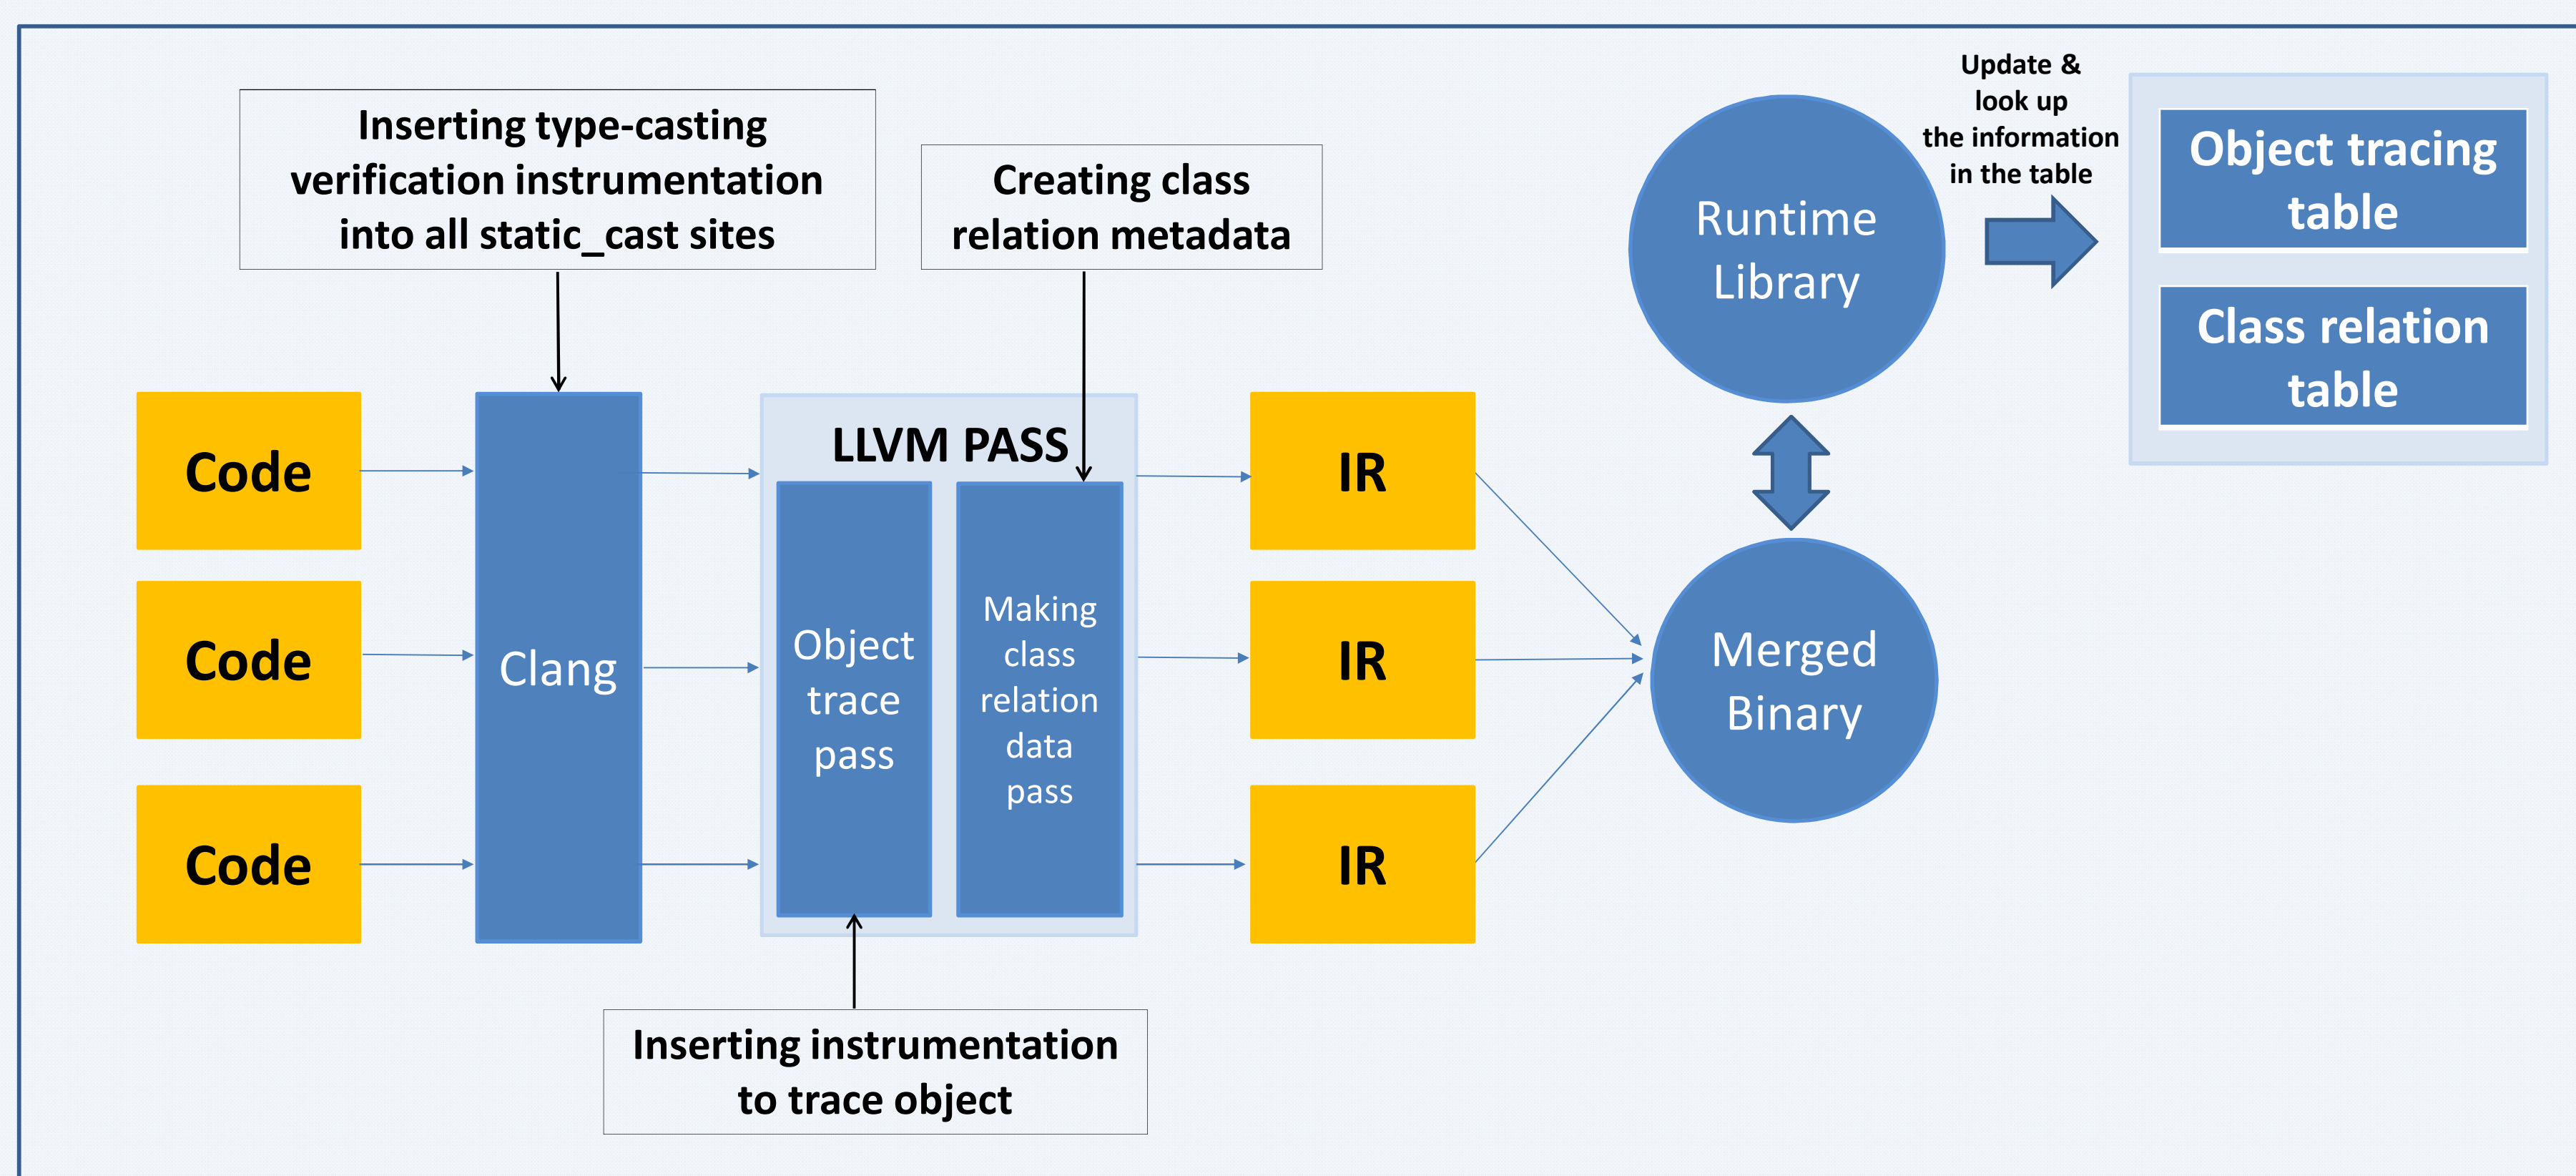 Inserting type-casting
verification instrumentation
into all static_cast sites
Creating class
relation metadata
Update &
look up
the information
in the table
Runtime
Library
Object tracing
table
Class relation
table
Code
Code
Code
Clang
LLVM PASS
Object
trace
pass
Making
class
relation
data
pass
IR
IR
IR
Merged
Binary
Inserting instrumentation
to trace object